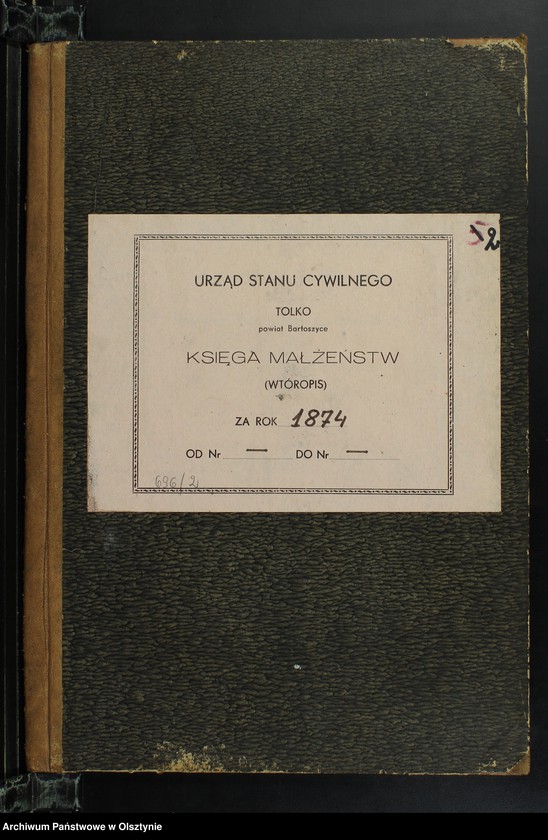 2
URZĄD STANU CYWILNEGO
TOLKO
powiat Bartoszyce
KSIĘGA MAŁŻEŃSTW
(WTÓROPIS)
ZA ROK 1874
OD Nr — DO Nr —
696/2
Archiwum Państwowe w Olsztynie